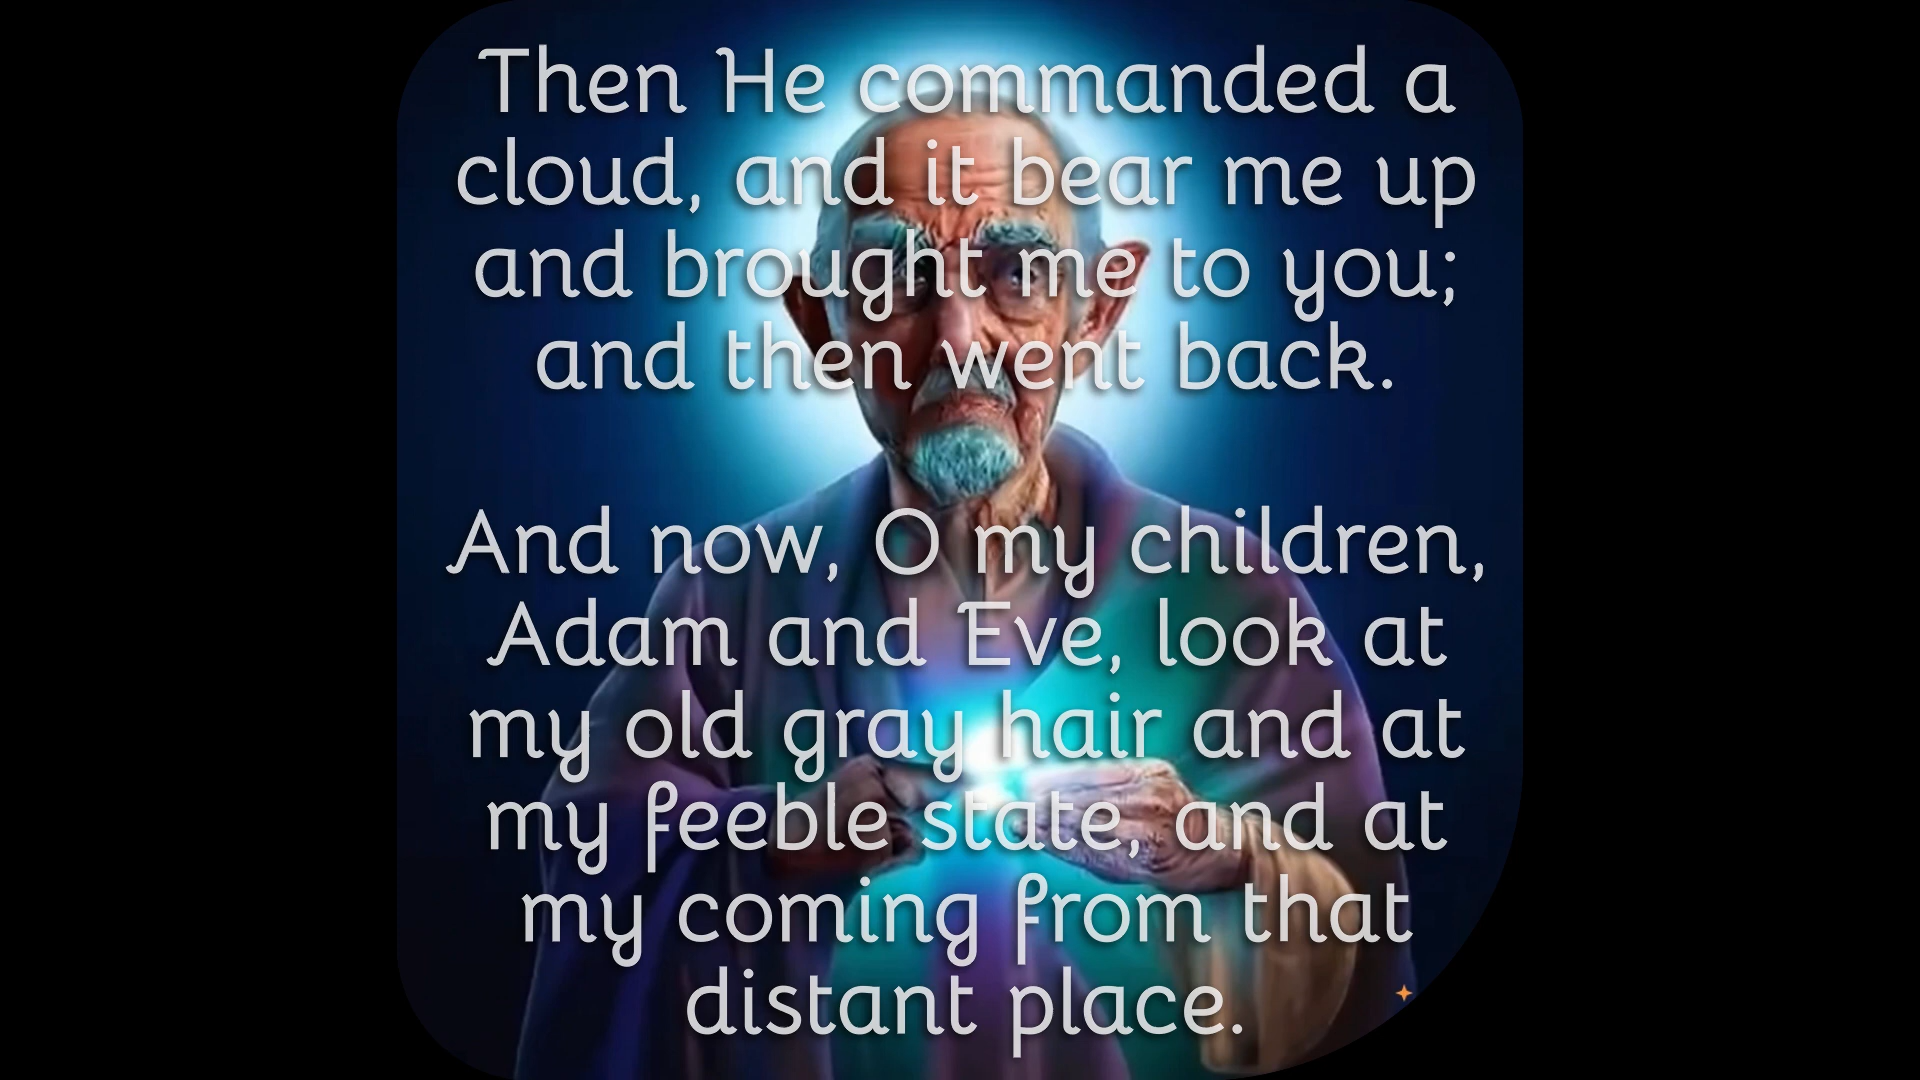 Then He commanded a
cloud, and it bear me up
and brought me to you;
and then went back.
And now, O my children,
Adam and Eve, look at
my old gray hair and at
my feeble state, and at
my coming from that
distant place.